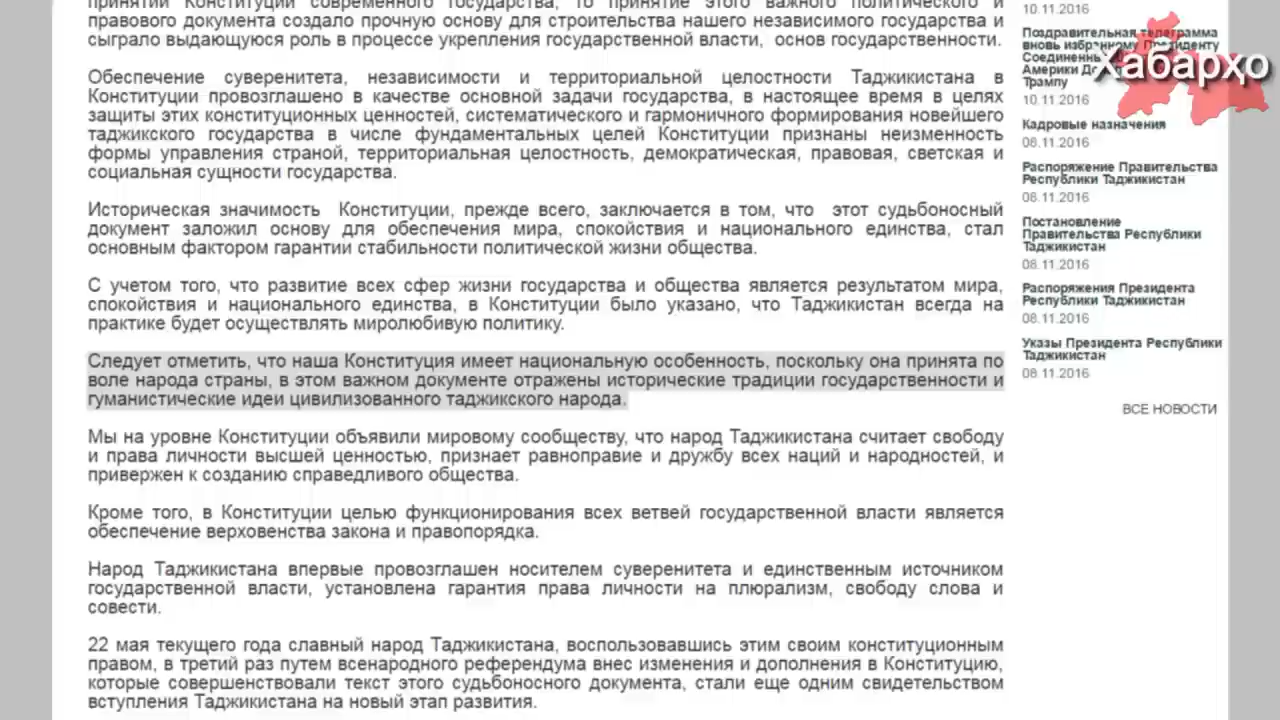 принятии Конституции современного государства, то принятие этого важного политического и
правового документа создало прочную основу для строительства нашего независимого государства и
сыграло выдающуюся роль в процессе укрепления государственной власти, основ государственности.
Обеспечение суверенитета, независимости и территориальной целостности Таджикистана в
Конституции провозглашено в качестве основной задачи государства, в настоящее время в целях
защиты этих конституционных ценностей, систематического и гармоничного формирования новейшего
таджикского государства в числе фундаментальных целей Конституции признаны неизменность
формы управления страной, территориальная целостность, демократическая, правовая, светская и
социальная сущности государства.
Историческая значимость Конституции, прежде всего, заключается в том, что этот судьбоносный
документ заложил основу для обеспечения мира, спокойствия и национального единства, стал
основным фактором гарантии стабильности политической жизни общества.
С учетом того, что развитие всех сфер жизни государства и общества является результатом мира,
спокойствия и национального единства, в Конституции было указано, что Таджикистан всегда на
практике будет осуществлять миролюбивую политику.
Следует отметить, что наша Конституция имеет национальную особенность, поскольку она принята по
воле народа страны, в этом важном документе отражены исторические традиции государственности и
гуманистические идеи цивилизованного таджикского народа.
Мы на уровне Конституции объявили мировому сообществу, что народ Таджикистана считает свободу
и права личности высшей ценностью, признает равноправие и дружбу всех наций и народностей, и
привержен к созданию справедливого общества.
Кроме того, в Конституции целью функционирования всех ветвей государственной власти является
обеспечение верховенства закона и правопорядка.
Народ Таджикистана впервые провозглашен носителем суверенитета и единственным источником
государственной власти, установлена гарантия права личности на плюрализм, свободу слова и
совести.
22 мая текущего года славный народ Таджикистана, воспользовавшись этим своим конституционным
правом, в третий раз путем всенародного референдума внес изменения и дополнения в Конституцию,
которые совершенствовали текст этого судьбоносного документа, стали еще одним свидетельством
вступления Таджикистана на новый этап развития.
10.11.2016
Поздравительная телеграмма
вновь избранному Президенту
Америки
Трампу
10.11.2016
Кадровые назначения
08.11.2016
Распоряжение Правительства
Республики Таджикистан
08.11.2016
Постановление
Правительства Республики
Таджикистан
08.11.2016
Распоряжения Президента
Республики Таджикистан
08.11.2016
Указы Президента Республики
Таджикистан
08.11.2016
ВСЕ НОВОСТИ
Хабарҳо